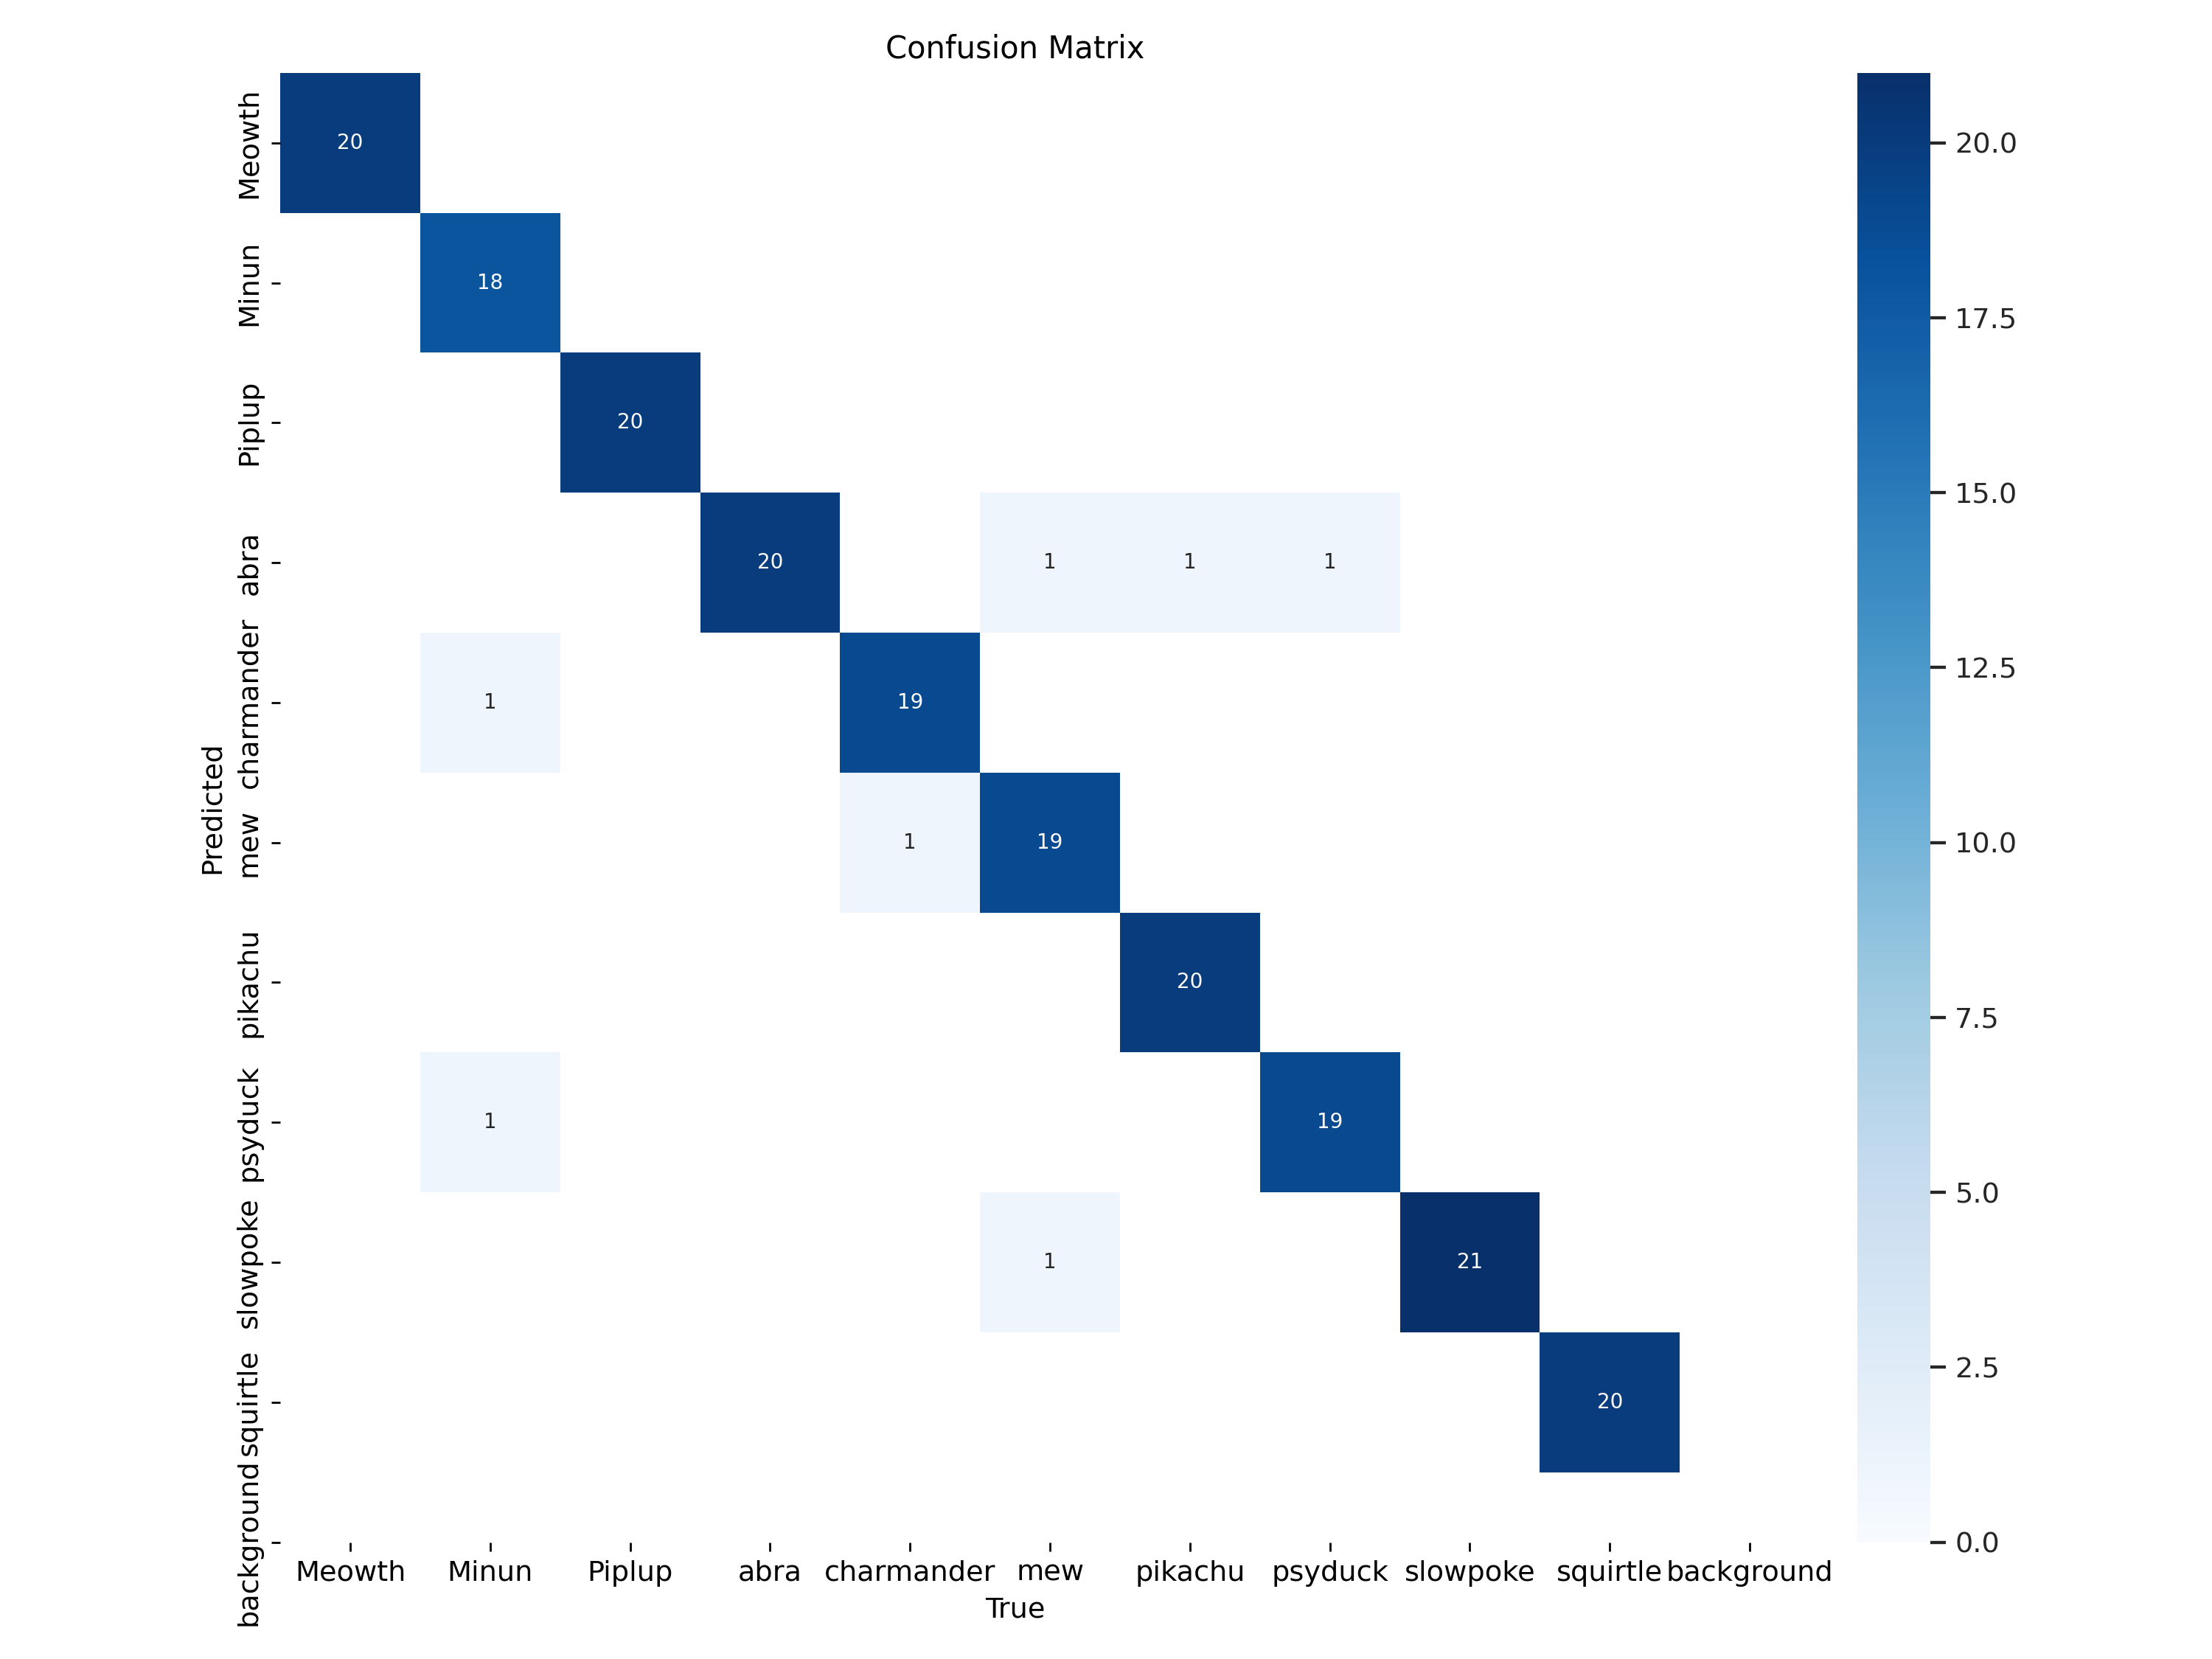 Confusion Matrix
Meowth
20
20.0
Minun
18
17.5
Piplup
20
15.0
abra
20
1
1
1
12.5
charmander
1
19
Predicted
mew
1
19
10.0
pikachu
20
7.5
psyduck
1
19
5.0
slowpoke
1
21
2.5
squirtle
20
background
0.0
Meowth Minun Piplup abra charmander mew pikachu psyduck slowpoke squirtle background
True